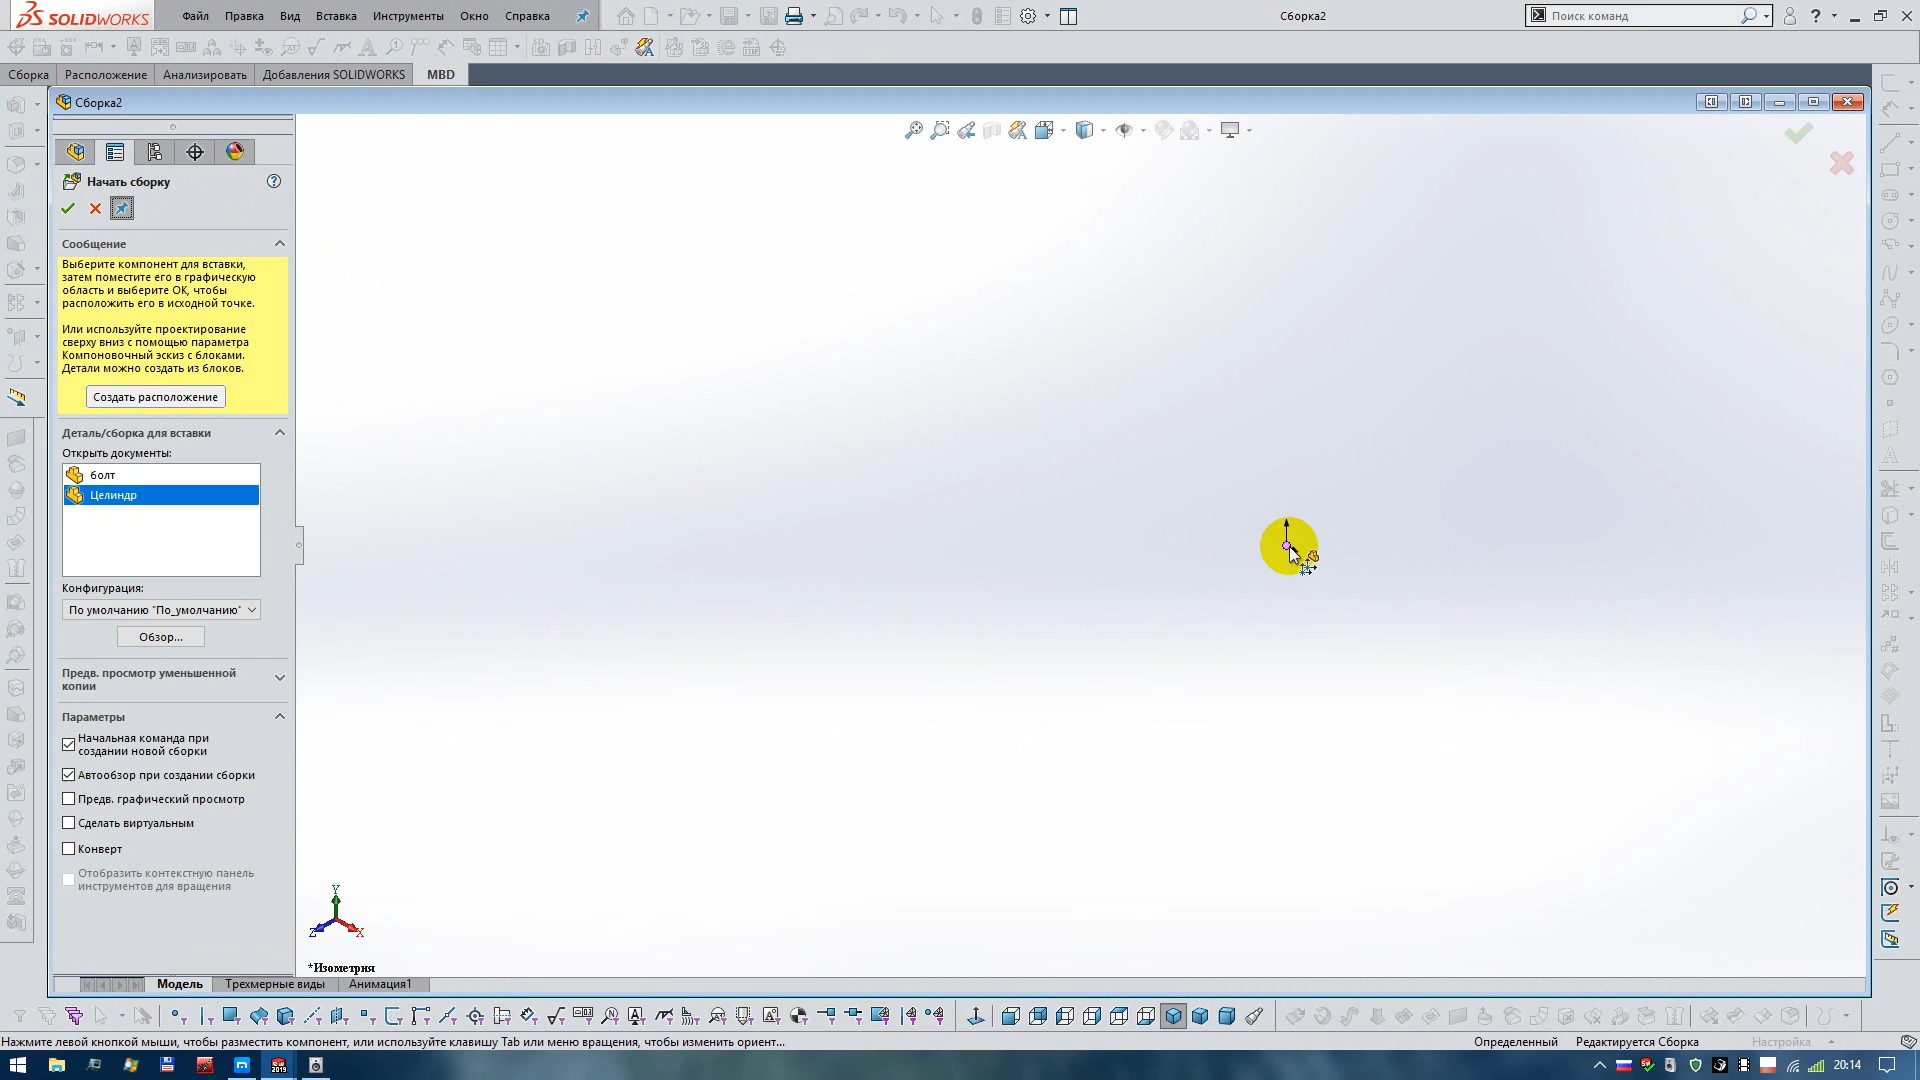 SOLIDWORKS
Файл Правка Вид Вставка Инструменты Окно Справка
Сборка2
Поиск команд
Сборка Расположение Анализировать Добавления SOLIDWORKS MBD
Сборка2
Начать сборку
Сообщение
Выберите компонент для вставки,
затем поместите его в графическую
область и выберите OK, чтобы
расположить его в исходной точке.
Или используйте проектирование
сверху вниз с помощью параметра
Компоновочный эскиз с блоками.
Детали можно создать из блоков.
Создать расположение
Деталь/сборка для вставки
Открыть документы:
болт
Целиндр
Конфигурация:
По умолчанию "По_умолчанию"
Обзор...
Предв. просмотр уменьшенной
копии
Параметры
Начальная команда при
создании новой сборки
Автообзор при создании сборки
Предв. графический просмотр
Сделать виртуальным
Конверт
Отобразить контекстную панель
инструментов для вращения
Y
Z X
*Изометрия
Модель Трехмерные виды Анимация1
Нажмите левой кнопкой мыши, чтобы разместить компонент, или используйте клавишу Tab или меню вращения, чтобы изменить ориент...
Определенный Редактируется Сборка Настройка
20:14